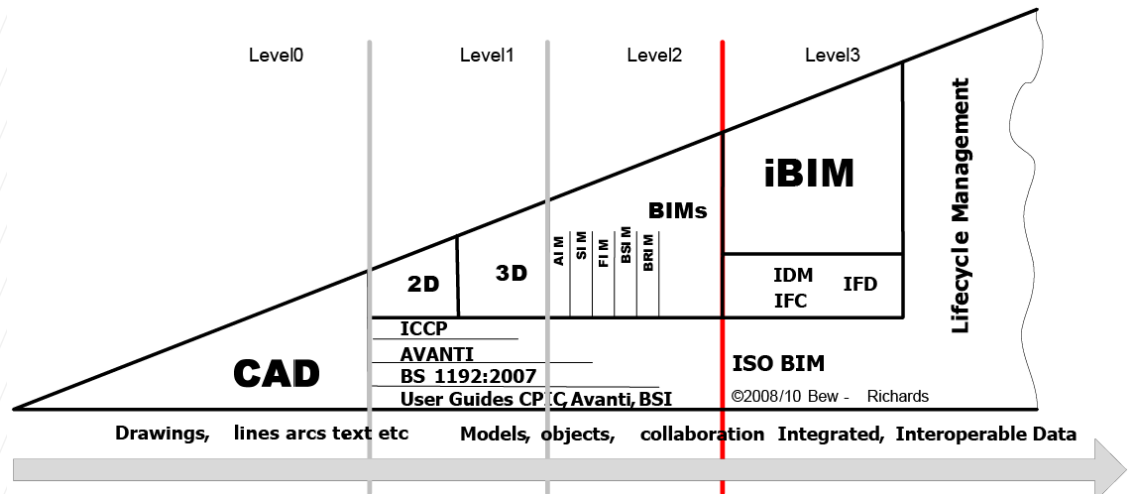 Level0 Level1 Level2 Level3
iBIM
BIMs
AIM
SIM
FIM
BSIM
BRIM
2D 3D
IDM IFD
IFC
Lifecycle Management
ICCP
AVANTI
BS 1192:2007
User Guides CPIC, Avanti, BSI
CAD
ISO BIM
©2008/10 Bew - Richards
Drawings, lines arcs text etc Models, objects, collaboration Integrated, Interoperable Data